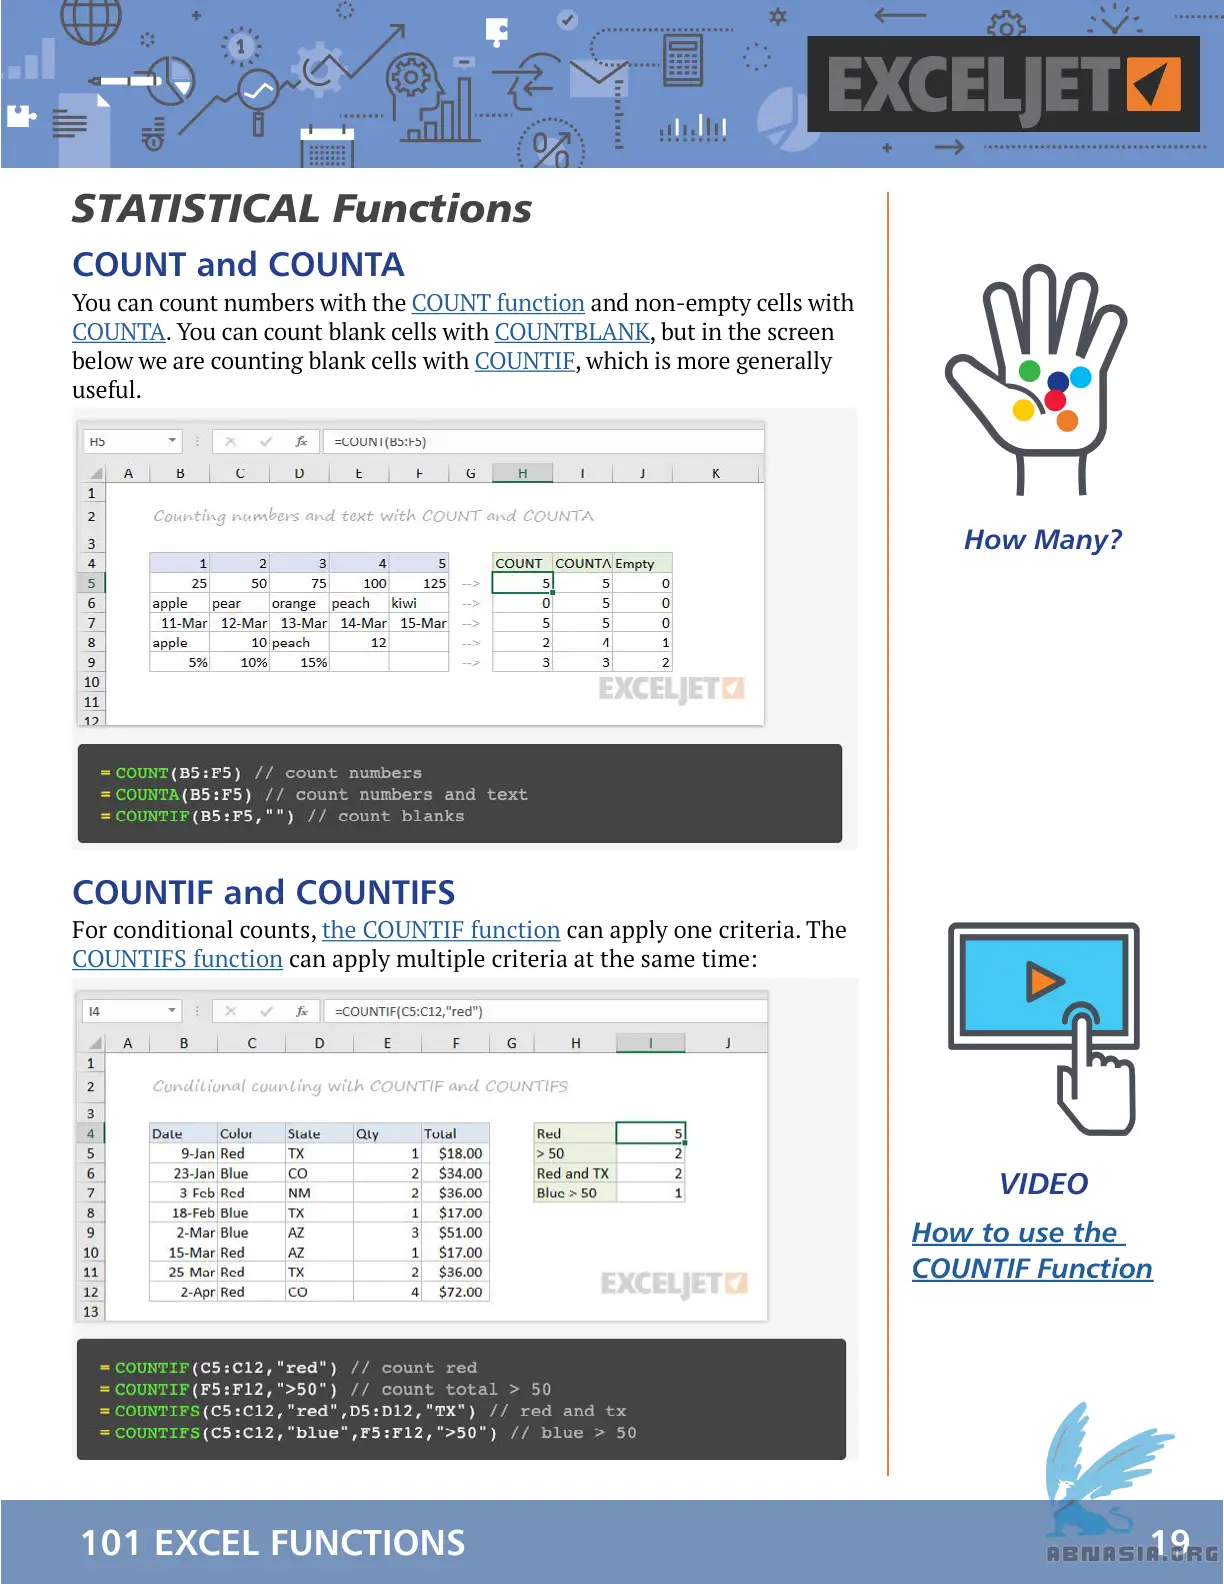 EXCELJET
STATISTICAL Functions
COUNT and COUNTA
You can count numbers with the COUNT function and non-empty cells with
COUNTA. You can count blank cells with COUNTBLANK, but in the screen
below we are counting blank cells with COUNTIF, which is more generally
useful.
H5 fx =COUNT(B5:F5)
A B C D E F G H I J K
1
2 Counting numbers and text with COUNT and COUNTA
3
4 1 2 3 4 5 COUNT COUNTA Empty
5 25 50 75 100 125 --> 5 5 0
6 apple pear orange peach kiwi --> 0 5 0
7 11-Mar 12-Mar 13-Mar 14-Mar 15-Mar --> 5 5 0
8 apple 10 peach 12 --> 2 4 1
9 5% 10% 15% --> 3 3 2
10
11
12
EXCELJET
=COUNT(B5:F5) // count numbers
=COUNTA(B5:F5) // count numbers and text
=COUNTIF(B5:F5,"") // count blanks
How Many?
COUNTIF and COUNTIFS
For conditional counts, the COUNTIF function can apply one criteria. The
COUNTIFS function can apply multiple criteria at the same time:
I4 fx =COUNTIF(C5:C12,"red")
A B C D E F G H I J
1
2 Conditional counting with COUNTIF and COUNTIFS
3
4 Date Color State Qty Total Red 5
5 9-Jan Red TX 1 $18.00 > 50 2
6 23-Jan Blue CO 2 $34.00 Red and TX 2
7 3-Feb Red NM 2 $36.00 Blue > 50 1
8 18-Feb Blue TX 1 $17.00
9 2-Mar Blue AZ 3 $51.00
10 15-Mar Red AZ 1 $17.00
11 25-Mar Red TX 2 $36.00
12 2-Apr Red CO 4 $72.00
13
EXCELJET
=COUNTIF(C5:C12,"red") // count red
=COUNTIF(F5:F12,">50") // count total > 50
=COUNTIFS(C5:C12,"red",D5:D12,"TX") // red and tx
=COUNTIFS(C5:C12,"blue",F5:F12,">50") // blue > 50
VIDEO
How to use the
COUNTIF Function
101 EXCEL FUNCTIONS
19
ABNASIA.ORG